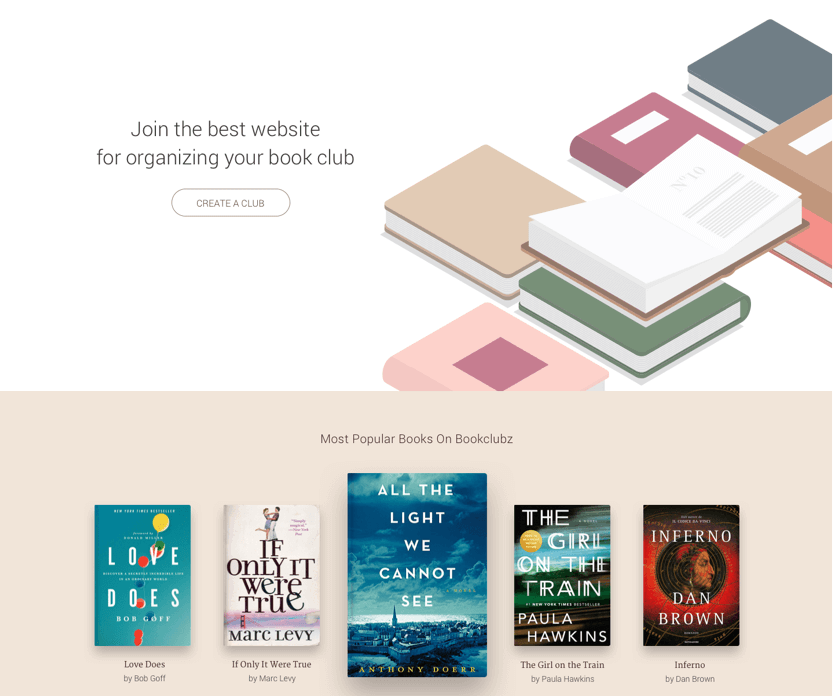 Join the best website
for organizing your book club
CREATE A CLUB
Nº10
Most Popular Books On Bookclubz
NEW YORK TIMES BESTSELLER
foreword by
DONALD MILLER
LOVE
DISCOVER A SECRETLY INCREDIBLE LIFE
IN AN ORDINARY WORLD
DOES
BOB GOFF
IF
ONLY IT
were
TRUE
MARC LEVY
ALL THE
LIGHT
WE
CANNOT
SEE
ANTHONY DOERR
THE
A NOVEL
GIRL
ON THE
TRAIN
#1 NEW YORK TIMES BESTSELLER
PAULA
HAWKINS
INFERNO
DAN
BROWN
Love Does
by Bob Goff
If Only It Were True
by Marc Levy
The Girl on the Train
by Paula Hawkins
Inferno
by Dan Brown